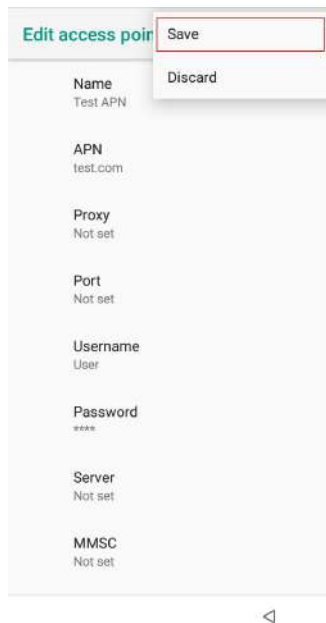 Edit access poin
Save
Discard
Name
Test APN
APN
test.com
Proxy
Not set
Port
Not set
Username
User
Password
****
Server
Not set
MMSC
Not set